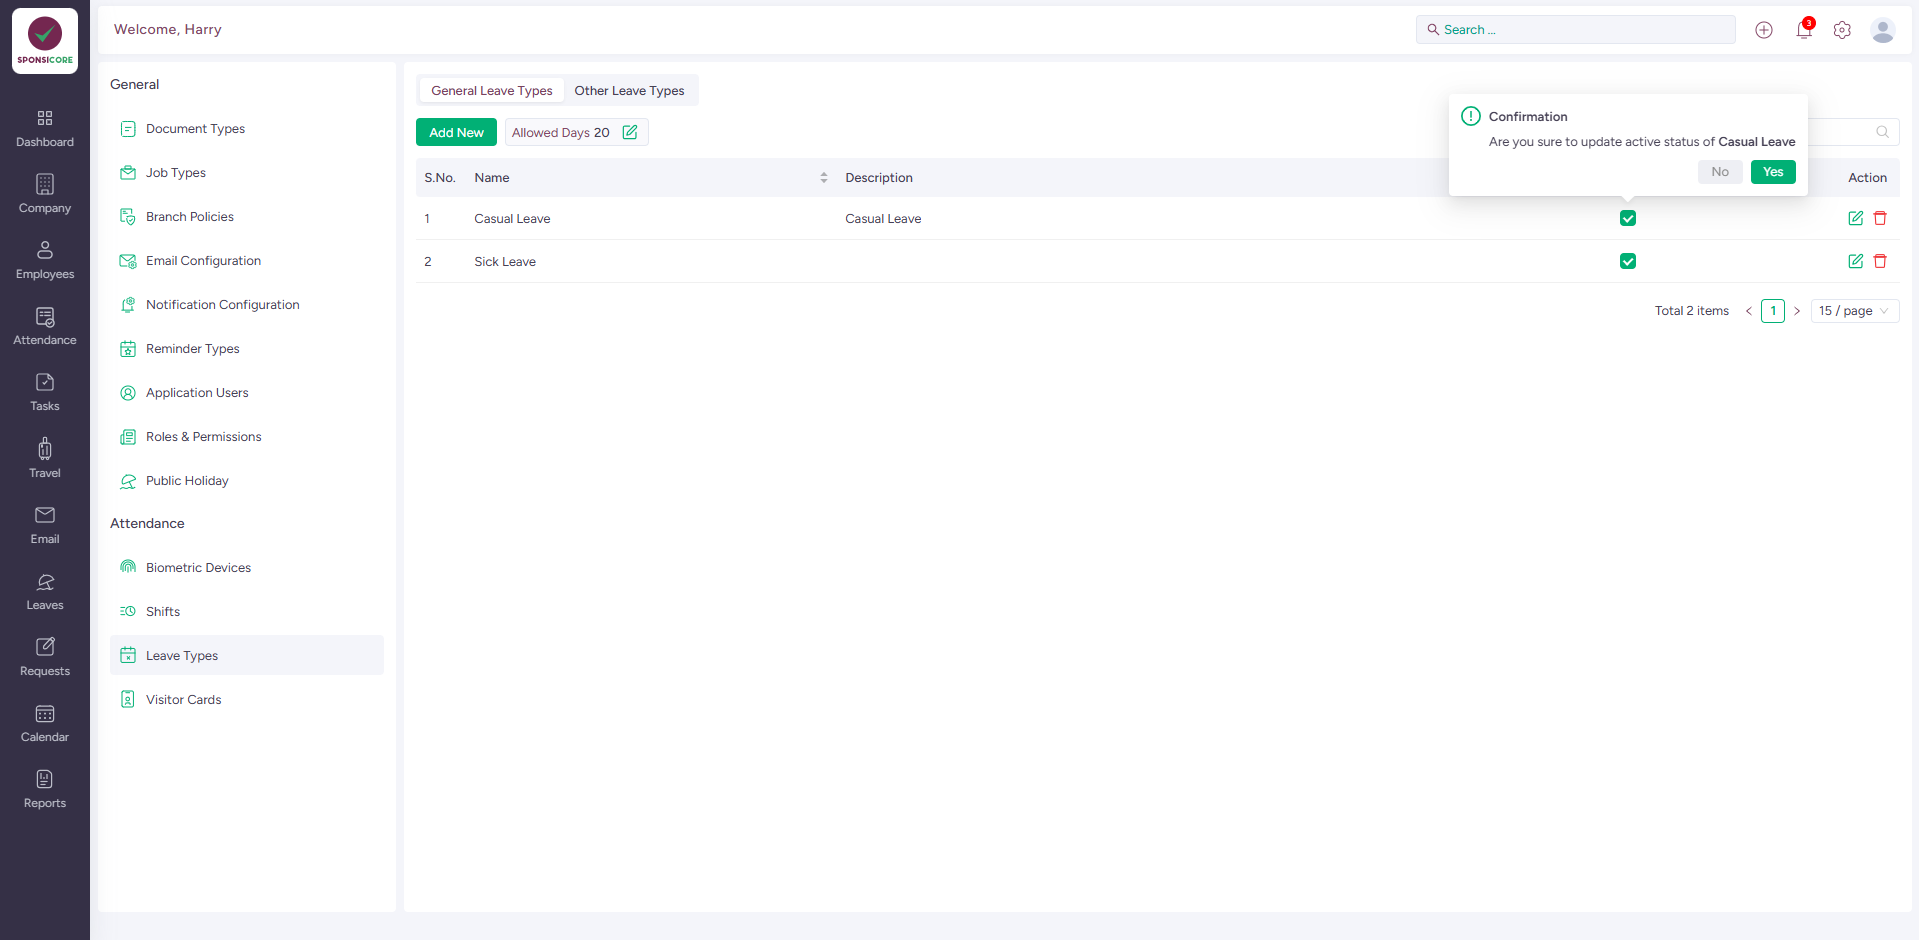 SPONSICORE
Dashboard
Company
Employees
Attendance
Tasks
Travel
Email
Leaves
Requests
Calendar
Reports
Welcome, Harry
Search ...
3
General
Document Types
Job Types
Branch Policies
Email Configuration
Notification Configuration
Reminder Types
Application Users
Roles & Permissions
Public Holiday
Attendance
Biometric Devices
Shifts
Leave Types
Visitor Cards
General Leave Types Other Leave Types
Add New Allowed Days 20
Confirmation
Are you sure to update active status of Casual Leave
No Yes
S.No. Name Description Action
1 Casual Leave Casual Leave
2 Sick Leave
Total 2 items < 1 > 15 / page